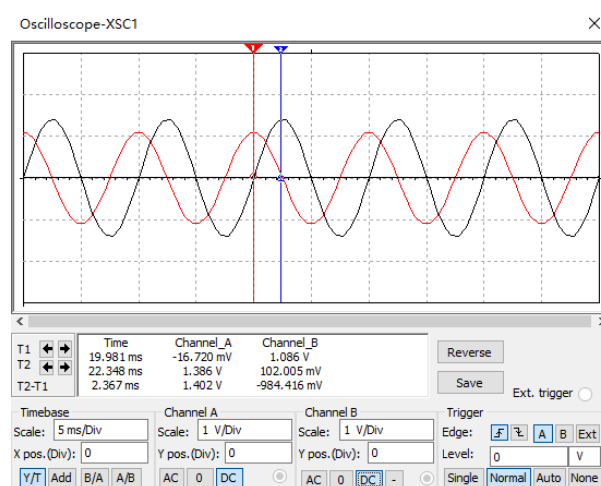 Oscilloscope-XSC1
1 2
T1
T2
T2-T1
Time Channel_A Channel_B
19.981 ms -16.720 mV 1.086 V
22.348 ms 1.386 V 102.005 mV
2.367 ms 1.402 V -984.416 mV
Reverse
Save
Ext. trigger
Timebase
Scale: 5 ms/Div
X pos.(Div): 0
Y/T Add B/A A/B
Channel A
Scale: 1 V/Div
Y pos.(Div): 0
AC 0 DC
Channel B
Scale: 1 V/Div
Y pos.(Div): 0
AC 0 DC -
Trigger
Edge: A B Ext
Level: 0 V
Single Normal Auto None